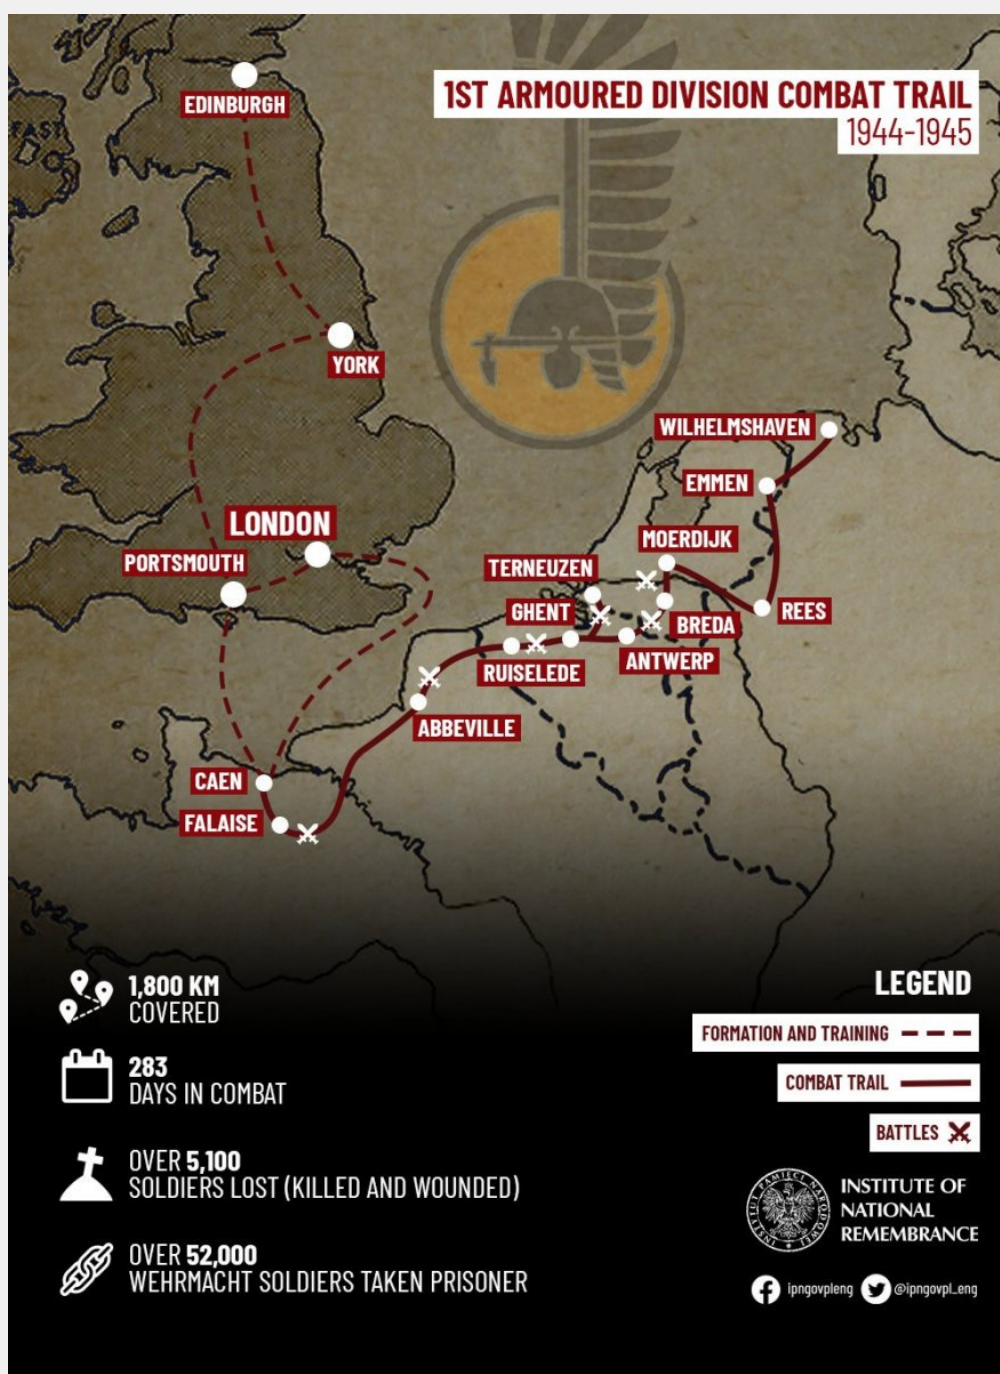 1ST ARMOURED DIVISION COMBAT TRAIL
1944-1945
EDINBURGH
YORK
LONDON
PORTSMOUTH
WILHELMSHAVEN
EMMEN
MOERDIJK
TERNEUZEN
GHENT
BREDA
REES
RUISELEDE
ANTWERP
ABBEVILLE
CAEN
FALAISE
1,800 KM
COVERED
283
DAYS IN COMBAT
OVER 5,100
SOLDIERS LOST (KILLED AND WOUNDED)
OVER 52,000
WEHRMACHT SOLDIERS TAKEN PRISONER
LEGEND
FORMATION AND TRAINING
COMBAT TRAIL
BATTLES
INSTYTUT PAMIĘCI NARODOWEJ
INSTITUTE OF
NATIONAL
REMEMBRANCE
ipngovpleng
@ipngovpl_eng